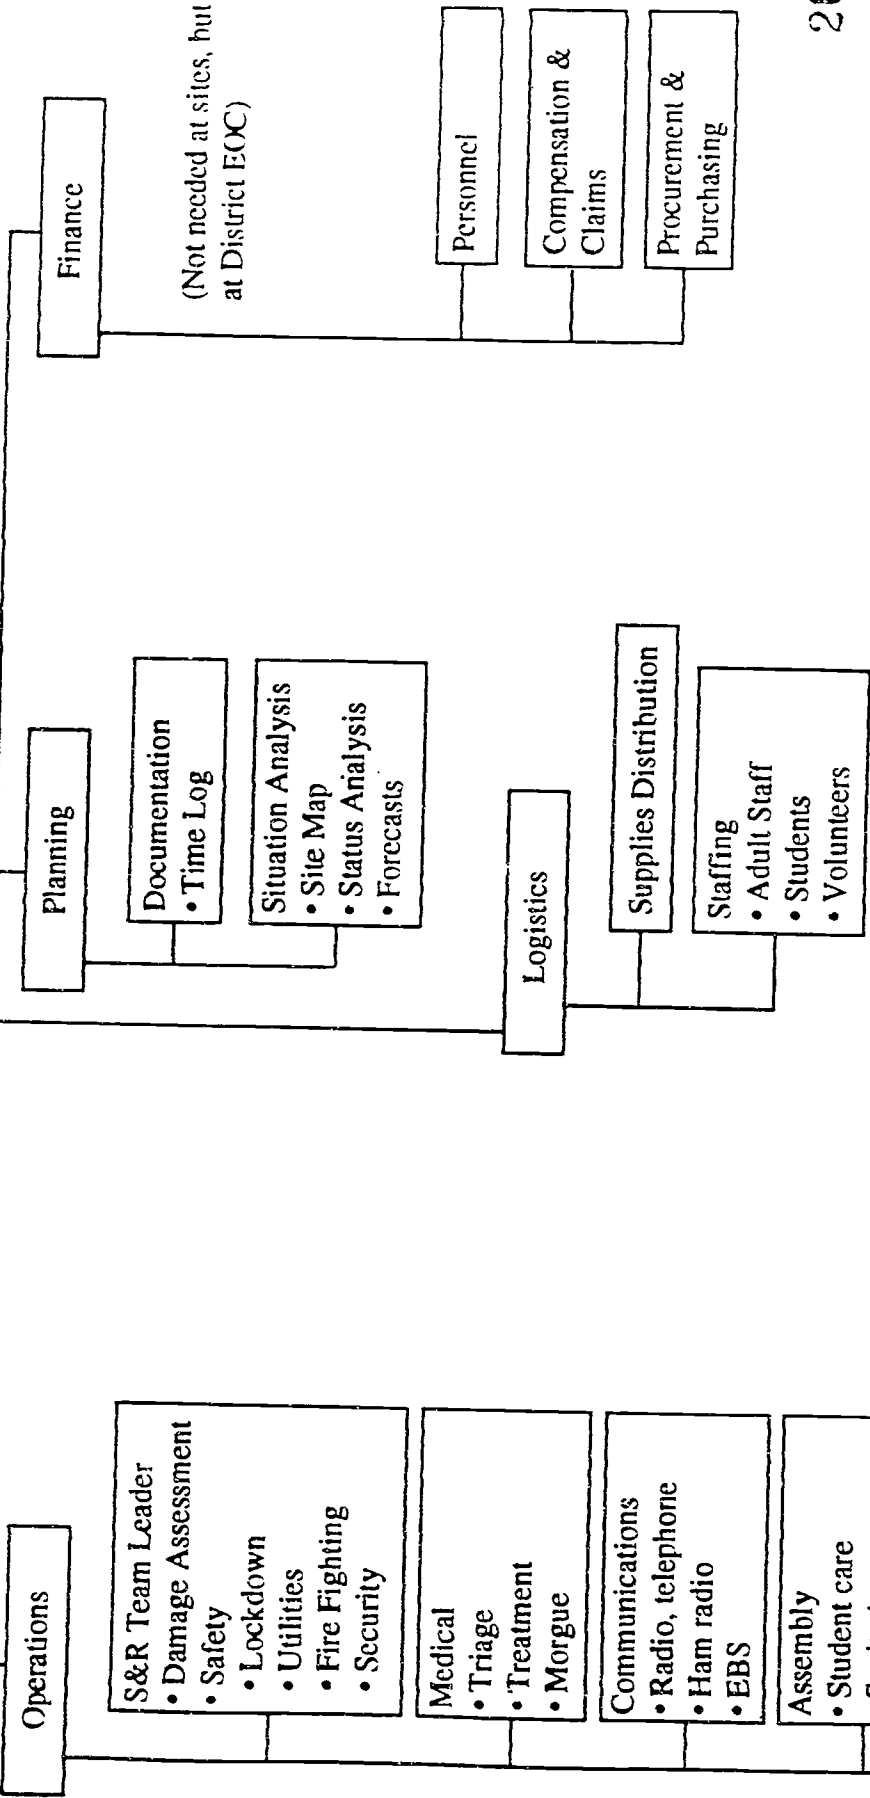 Operations
S&R Team Leader
• Damage Assessment
• Safety
• Lockdown
• Utilities
• Fire Fighting
• Security
Medical
• Triage
• Treatment
• Morgue
Communications
• Radio, telephone
• Ham radio
• EBS
Assembly
• Student care
Planning
Documentation
• Time Log
Situation Analysis
• Site Map
• Status Analysis
• Forecasts
Logistics
Supplies Distribution
Staffing
• Adult Staff
• Students
• Volunteers
Finance
(Not needed at sites, but
at District EOC)
Personnel
Compensation &
Claims
Procurement &
Purchasing